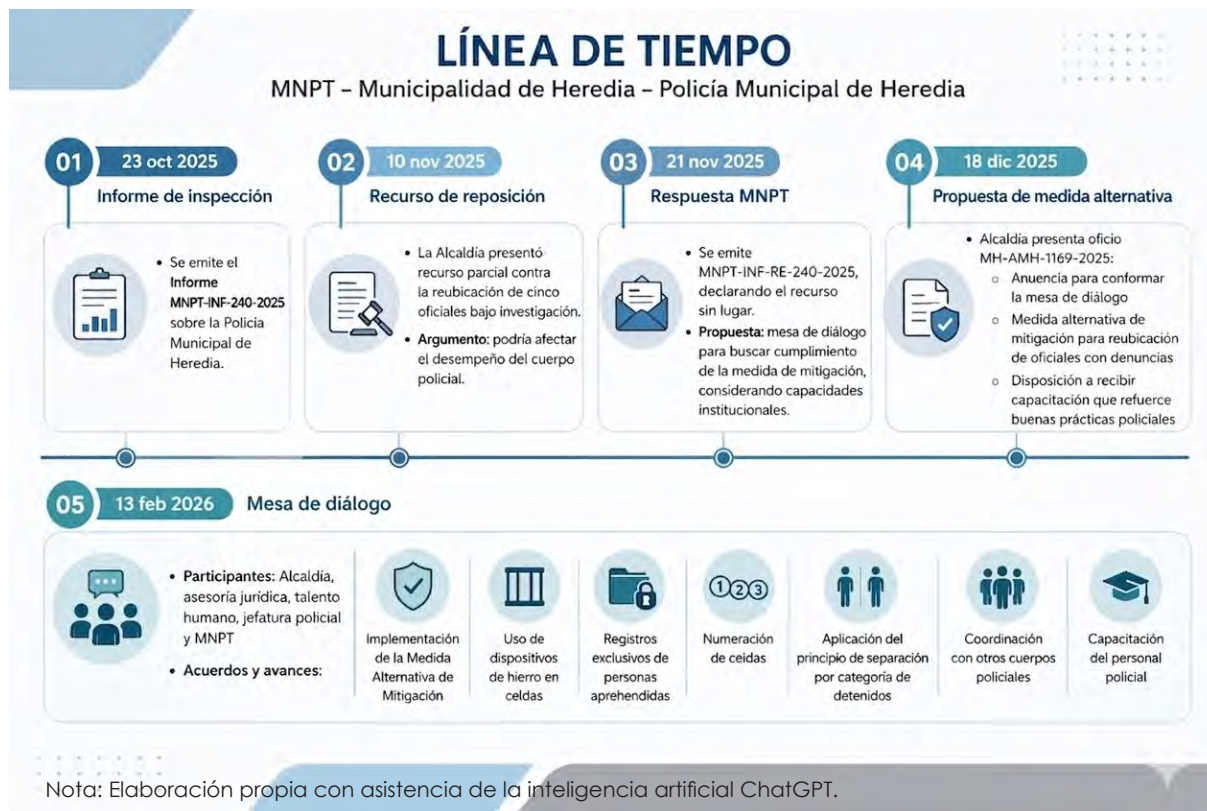 LÍNEA DE TIEMPO
MNPT – Municipalidad de Heredia – Policía Municipal de Heredia
01
23 oct 2025
Informe de inspección
• Se emite el
Informe
MNPT-INF-240-2025
sobre la Policia
Municipal de
Heredia.
02
10 nov 2025
Recurso de reposición
• La Alcaldía presentó
recurso parcial contra
la reubicación de cinco
oficiales bajo investigación.
• Argumento: podría afectar
el desempeño del cuerpo
policial.
03
21 nov 2025
Respuesta MNPT
• Se emite
MNPT-INF-RE-240-2025,
declarando el recurso
sin lugar.
• Propuesta: mesa de diálogo
para buscar cumplimiento
de la medida de mitigación,
considerando capacidades
institucionales.
04
18 dic 2025
Propuesta de medida alternativa
• Alcaldía presenta oficio
MH-AMH-1169-2025:
○ Anuencia para conformar
la mesa de diálogo
○ Medida alternativa de
mitigación para reubicación
de oficiales con denuncias
○ Disposición a recibir
capacitación que refuerce
buenas prácticas policiales
05
13 feb 2026
Mesa de diálogo
• Participantes: Alcaldía,
asesoría jurídica, talento
humano, jefatura policial
y MNPT
• Acuerdos y avances:
Implementación
de la Medida
Alternativa de
Mitigación
Uso de
dispositivos
de hierro en
celdas
Registros
exclusivos de
personas
aprehendidas
1 2 3
Numeración
de ceidas
Aplicación del
principio de separación
por categoría de
detenidos
Coordinación
con otros cuerpos
policiales
Capacitación
del personal
policial
Nota: Elaboración propia con asistencia de la inteligencia artificial ChatGPT.